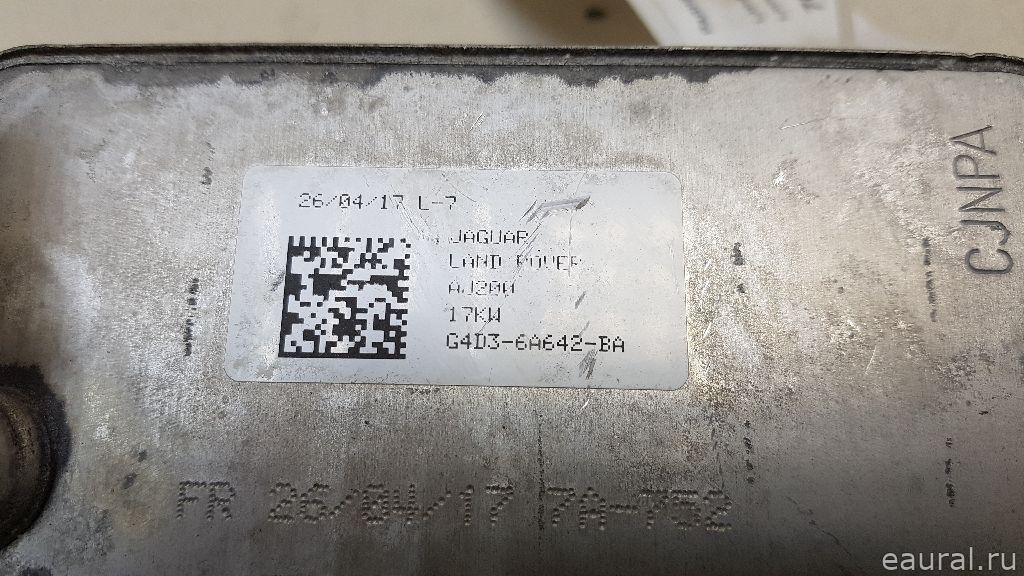 26/04/17 L-7
JAGUAR
LAND ROVER
AJ200
17KW
G4D3-6A642-BA
CJNPA
FR 26/04/17 7A-752
eaural.ru